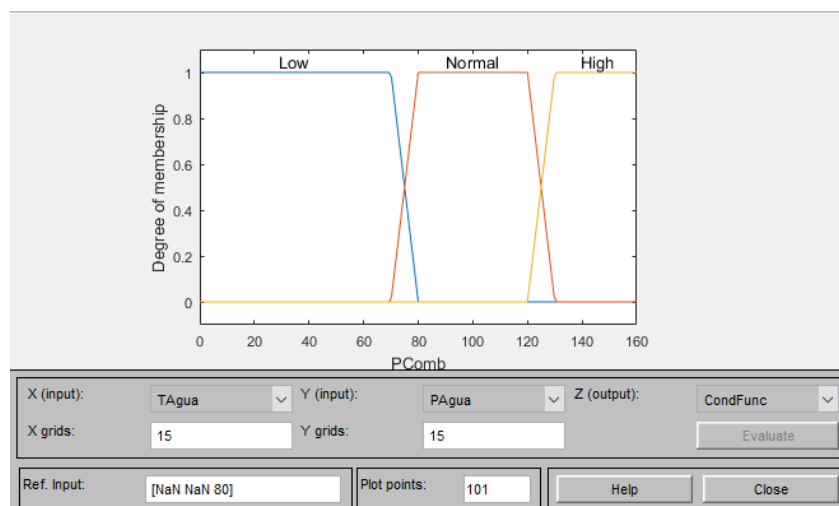 Low Normal High
1
0.8
0.6
0.4
0.2
0
Degree of membership
0 20 40 60 80 100 120 140 160
PComb
X (input): TAgua Y (input): PAgua Z (output): CondFunc
X grids: 15 Y grids: 15 Evaluate
Ref. Input: [NaN NaN 80] Plot points: 101 Help Close